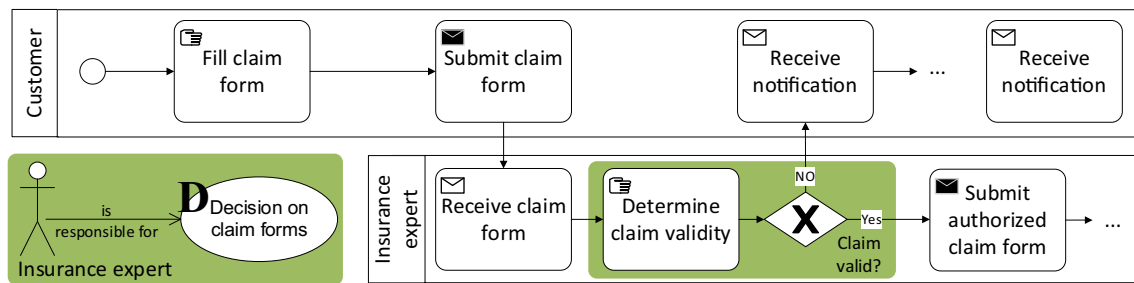 Customer
Fill claim
form
Submit claim
form
Receive
notification
...
Receive
notification
D
Decision on
claim forms
is
responsible for
Insurance expert
Insurance
expert
Receive claim
form
Determine
claim validity
NO
X
Yes
Claim
valid?
Submit
authorized
claim form
...